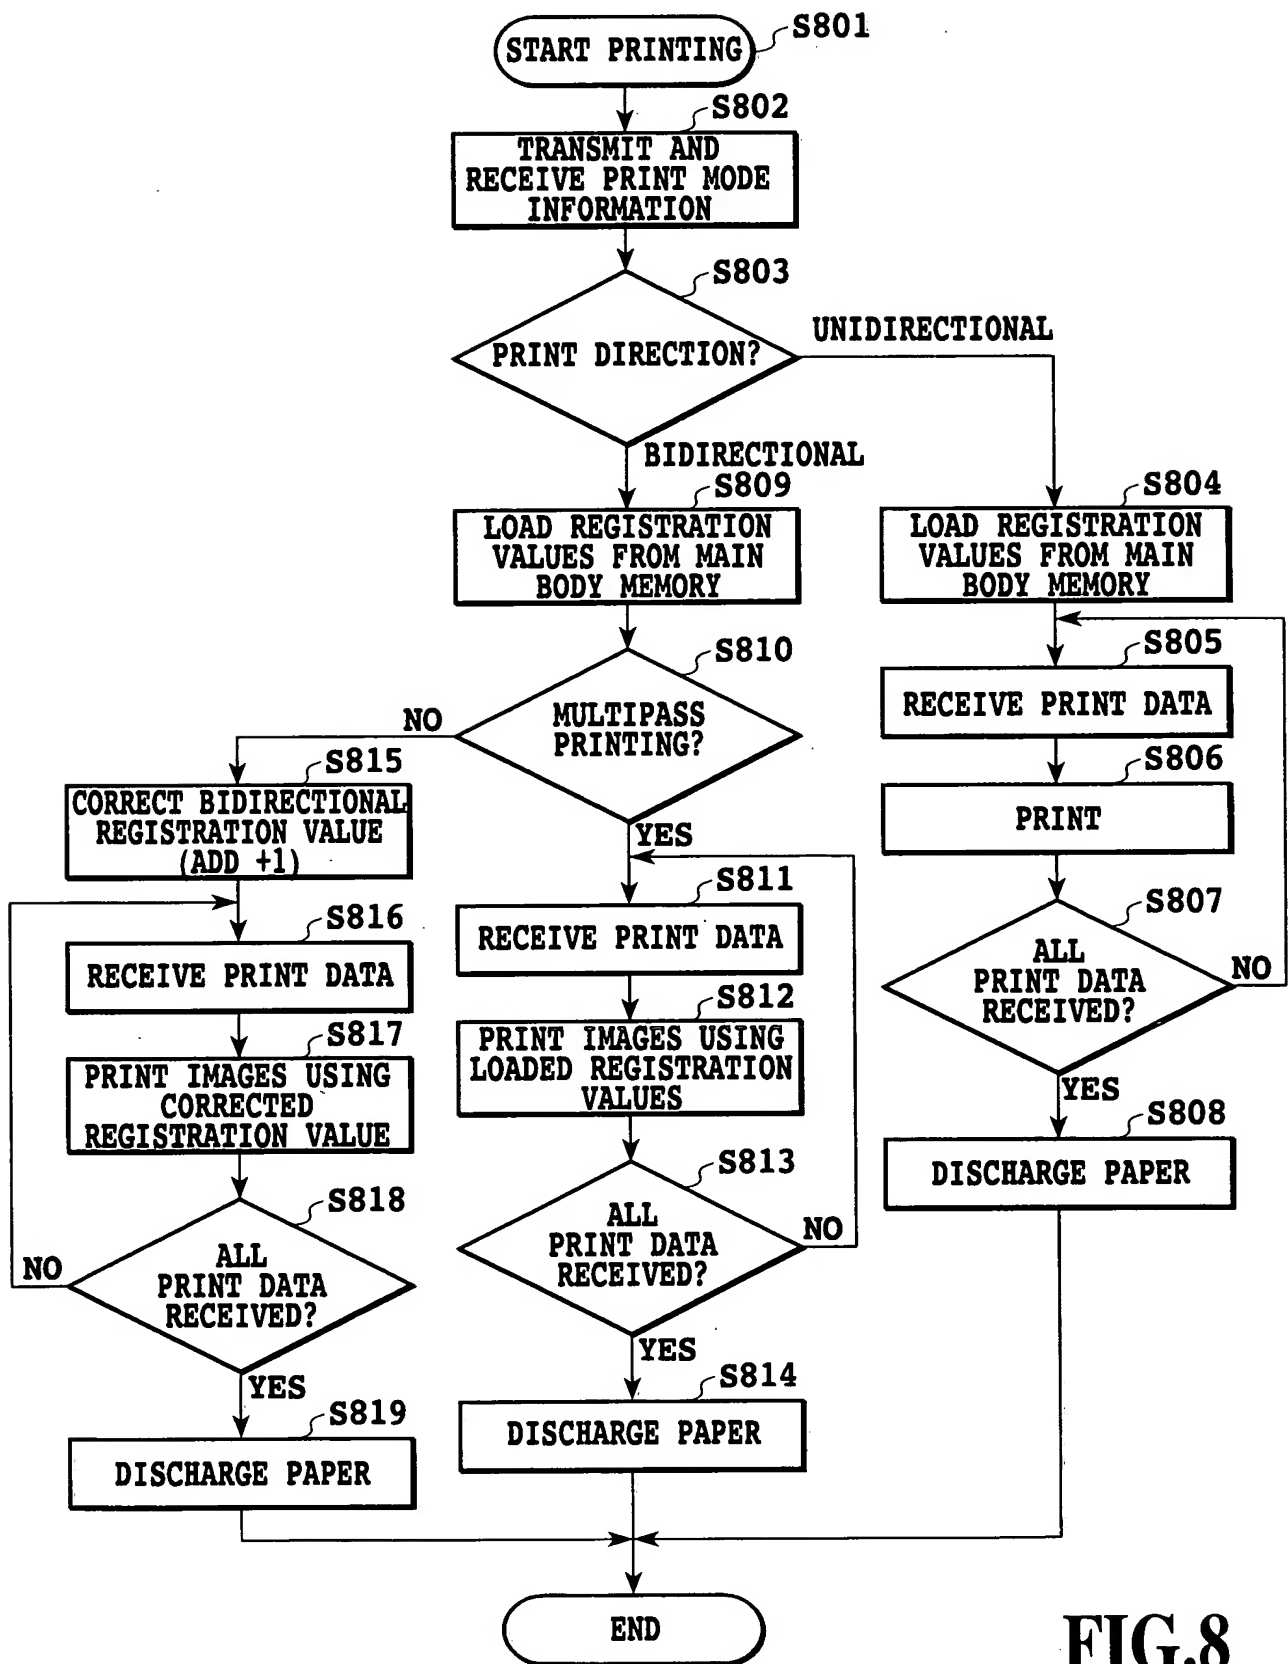 S801
START PRINTING
S802
TRANSMIT AND
RECEIVE PRINT MODE
INFORMATION
S803
PRINT DIRECTION?
UNIDIRECTIONAL
BIDIRECTIONAL
S809
LOAD REGISTRATION
VALUES FROM MAIN
BODY MEMORY
S804
LOAD REGISTRATION
VALUES FROM MAIN
BODY MEMORY
S810
MULTIPASS
PRINTING?
NO
YES
S805
RECEIVE PRINT DATA
S806
PRINT
S807
ALL
PRINT DATA
RECEIVED?
NO
YES
S808
DISCHARGE PAPER
S815
CORRECT BIDIRECTIONAL
REGISTRATION VALUE
(ADD +1)
S816
RECEIVE PRINT DATA
S817
PRINT IMAGES USING
CORRECTED
REGISTRATION VALUE
S818
ALL
PRINT DATA
RECEIVED?
NO
YES
S819
DISCHARGE PAPER
S811
RECEIVE PRINT DATA
S812
PRINT IMAGES USING
LOADED REGISTRATION
VALUES
S813
ALL
PRINT DATA
RECEIVED?
NO
YES
S814
DISCHARGE PAPER
END
FIG.8